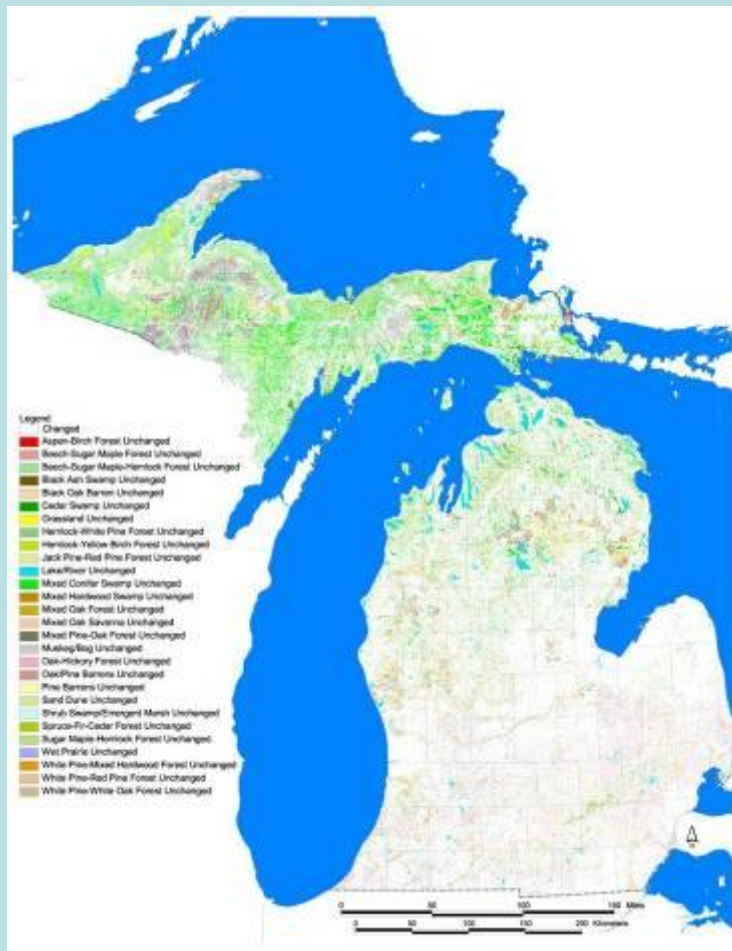 Legend
Changed
Aspen-Birch Forest Unchanged
Beech-Sugar Maple Forest Unchanged
Beech-Sugar Maple-Hemlock Forest Unchanged
Black Ash Swamp Unchanged
Black Oak Barren Unchanged
Cedar Swamp Unchanged
Grassland Unchanged
Hemlock-White Pine Forest Unchanged
Hemlock-Yellow Birch Forest Unchanged
Jack Pine-Red Pine Forest Unchanged
Lake/River Unchanged
Mixed Conifer Swamp Unchanged
Mixed Hardwood Swamp Unchanged
Mixed Oak Forest Unchanged
Mixed Oak Savanna Unchanged
Mixed Pine-Oak Forest Unchanged
Muskeg/Bog Unchanged
Oak-Hickory Forest Unchanged
Oak/Pine Barrens Unchanged
Pine Barrens Unchanged
Sand Dune Unchanged
Shrub Swamp/Emergent Marsh Unchanged
Spruce-Fir-Cedar Forest Unchanged
Sugar Maple-Hemlock Forest Unchanged
Wet Prairie Unchanged
White Pine-Mixed Hardwood Forest Unchanged
White Pine-Red Pine Forest Unchanged
White Pine-White Oak Forest Unchanged
0 50 100 150 Miles
0 50 100 150 200 Kilometers